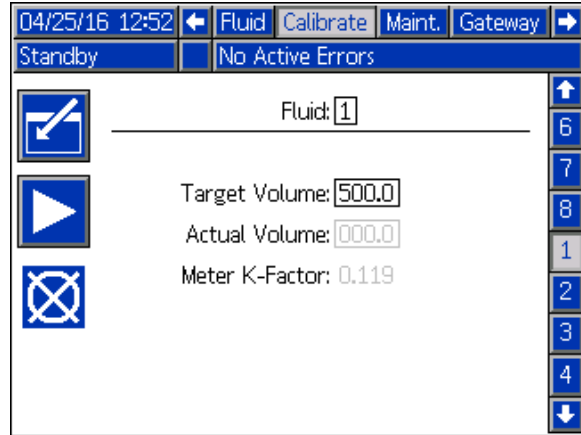 04/25/16 12:52 Fluid Calibrate Maint. Gateway
Standby No Active Errors
Fluid: 1
Target Volume: 500.0
Actual Volume: 000.0
Meter K-Factor: 0.119
6
7
8
1
2
3
4